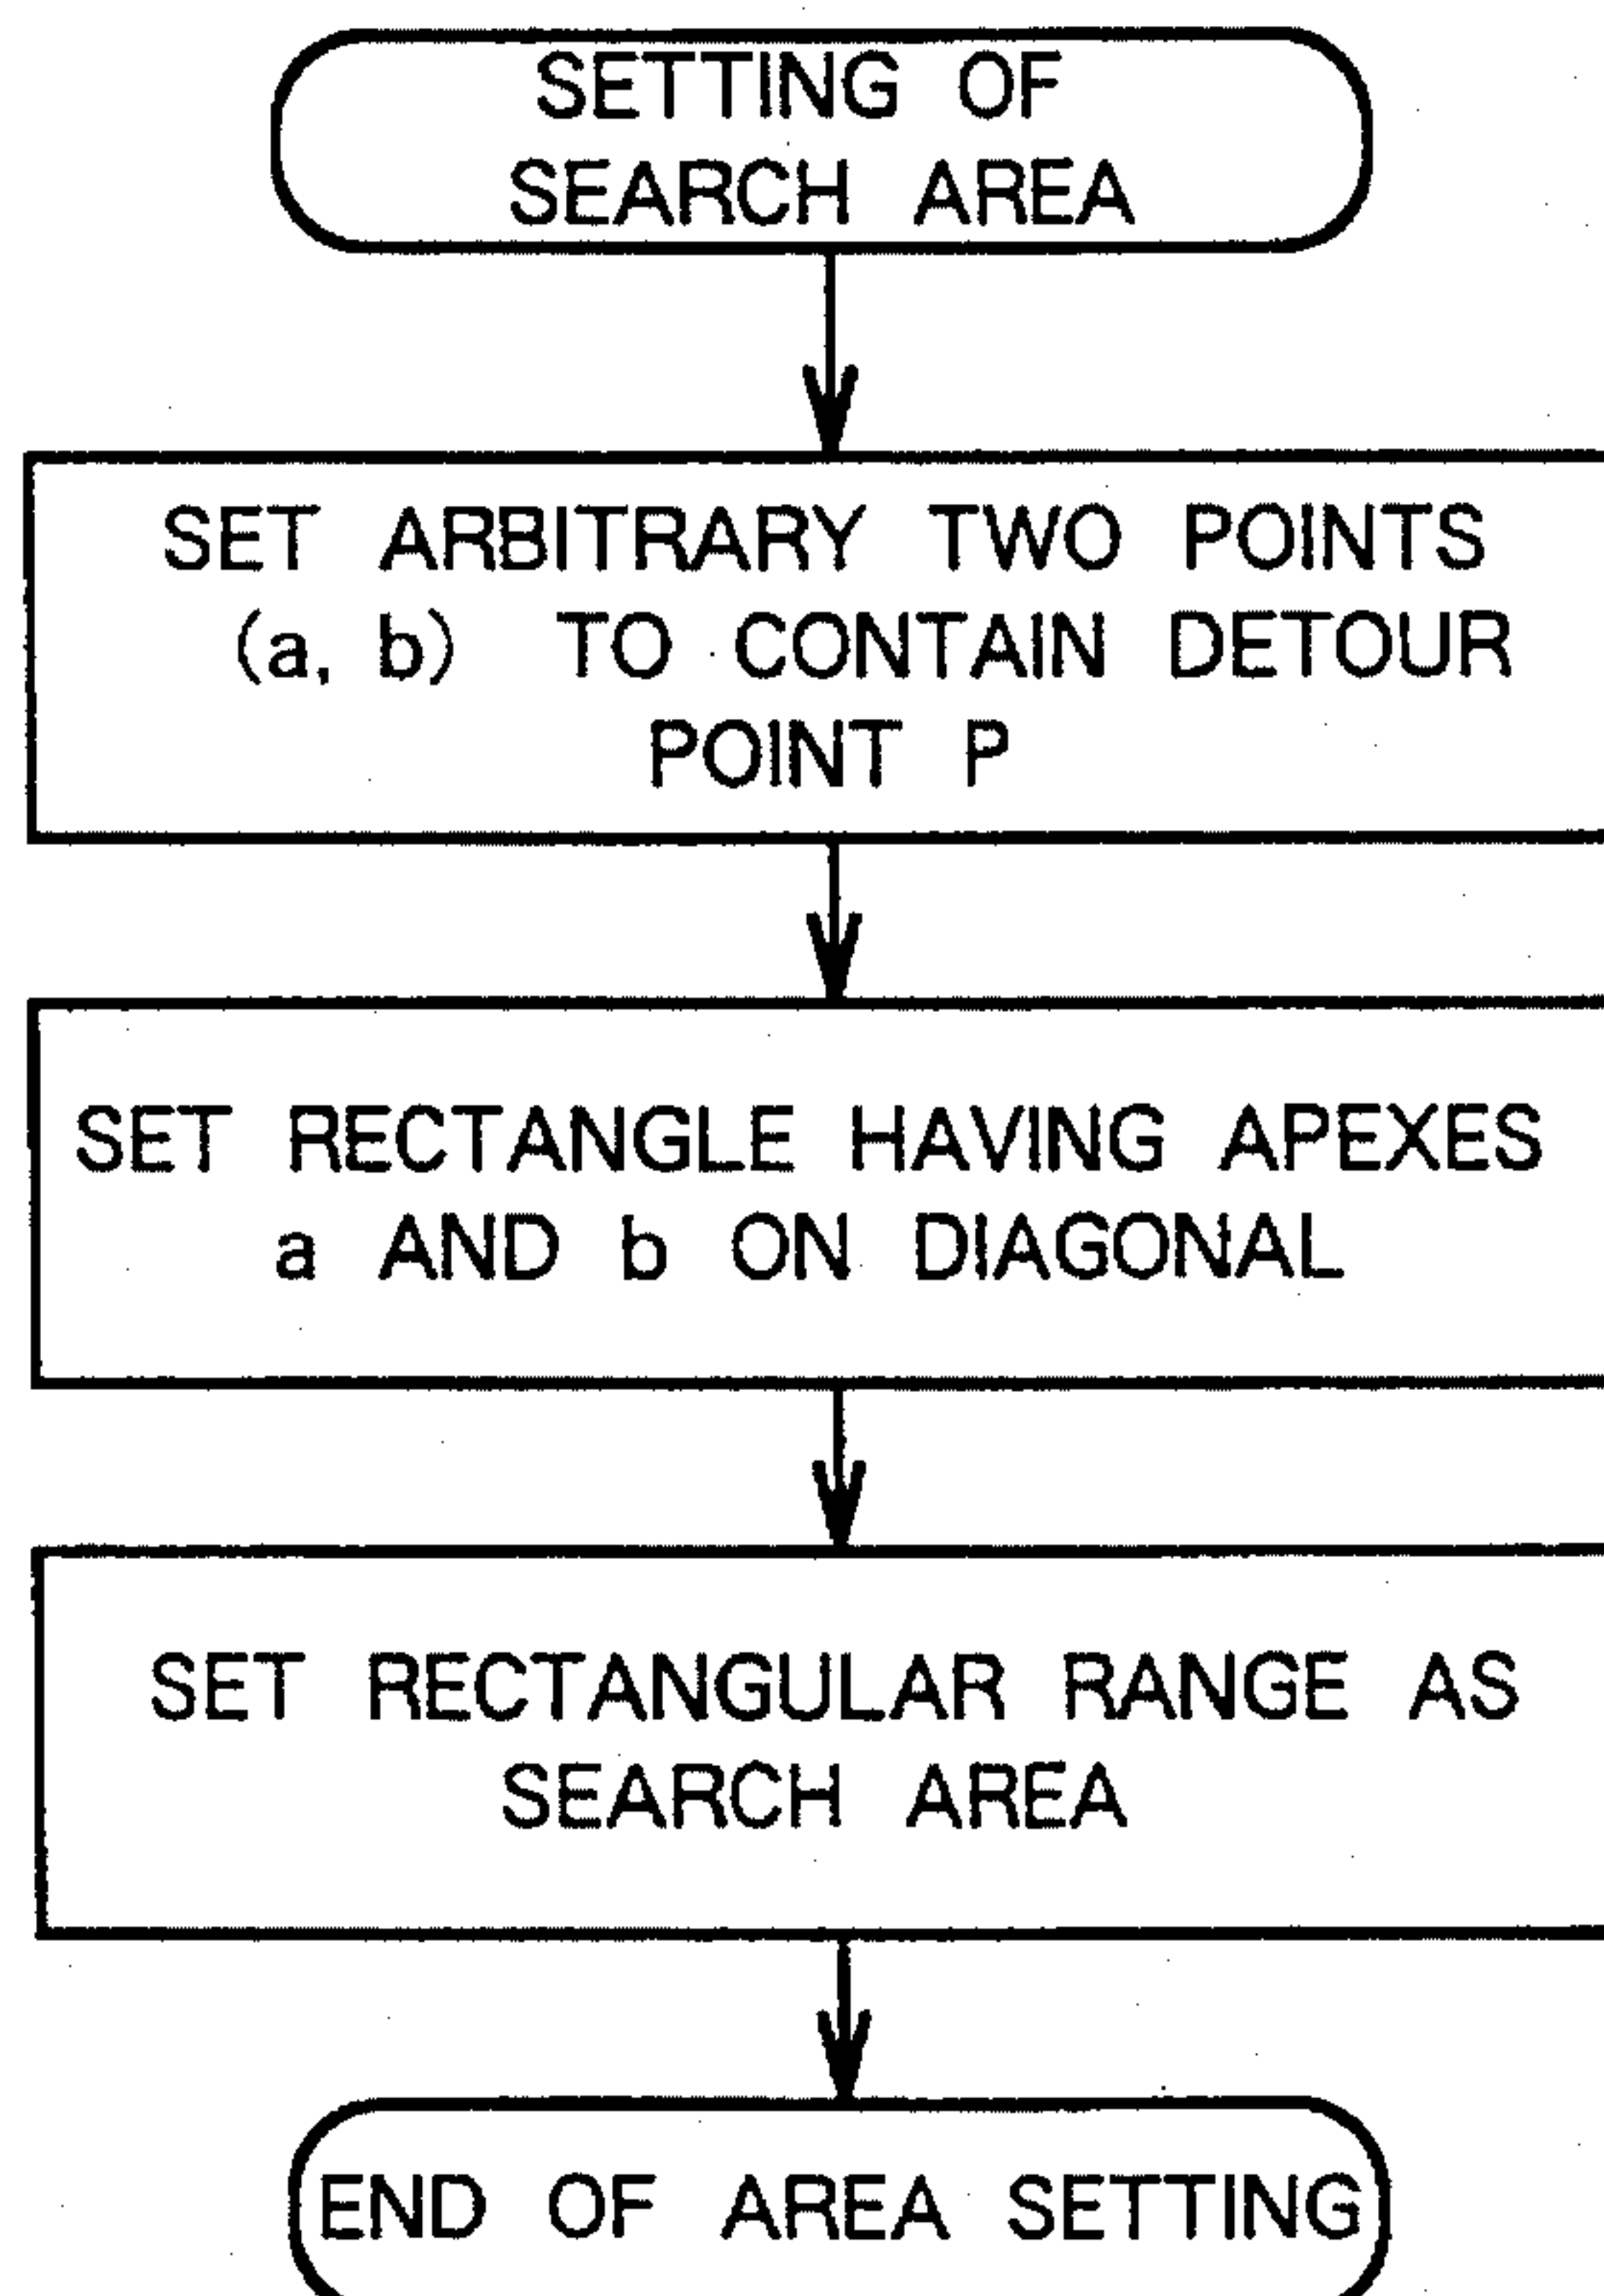 SETTING OF
SEARCH AREA
SET ARBITRARY TWO POINTS
(a, b) TO CONTAIN DETOUR
POINT P
SET RECTANGLE HAVING APEXES
a AND b ON DIAGONAL
SET RECTANGULAR RANGE AS
SEARCH AREA
END OF AREA SETTING